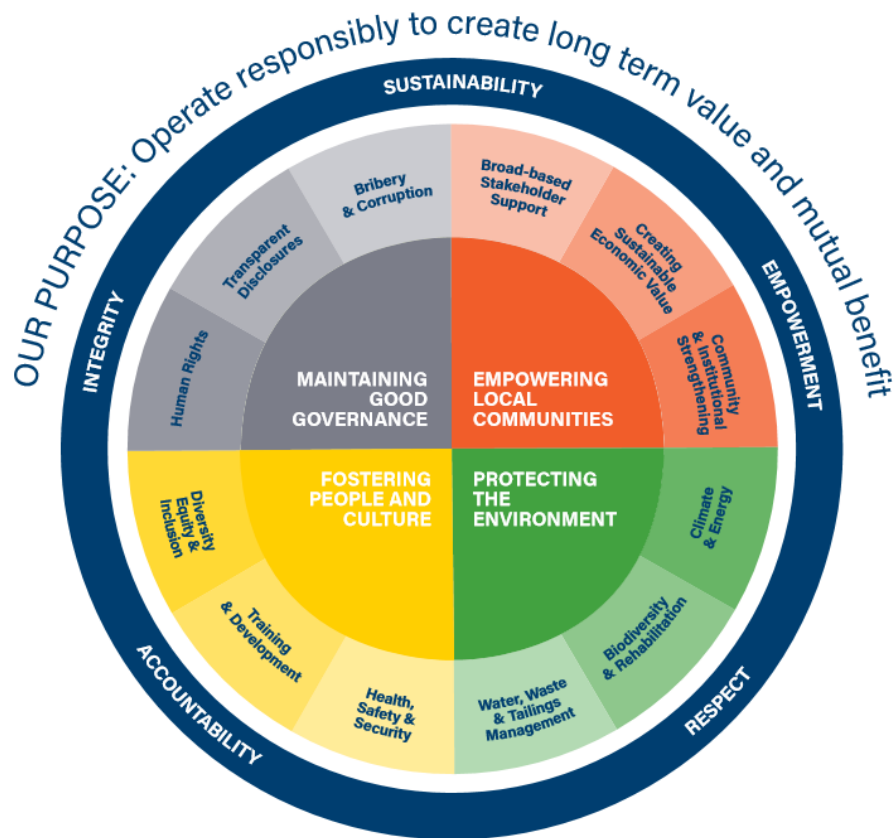 OUR PURPOSE: Operate responsibly to create long term value and mutual benefit
SUSTAINABILITY
EMPOWERMENT
RESPECT
ACCOUNTABILITY
INTEGRITY
Bribery
& Corruption
Transparent
Disclosures
Human Rights
MAINTAINING
GOOD
GOVERNANCE
Broad-based
Stakeholder
Support
Creating
Sustainable
Economic Value
Community
& Institutional
Strengthening
EMPOWERING
LOCAL
COMMUNITIES
FOSTERING
PEOPLE AND
CULTURE
Diversity
Equity &
Inclusion
Training
& Development
Health,
Safety &
Security
PROTECTING
THE
ENVIRONMENT
Climate
& Energy
Biodiversity
& Rehabilitation
Water, Waste
& Tailings
Management